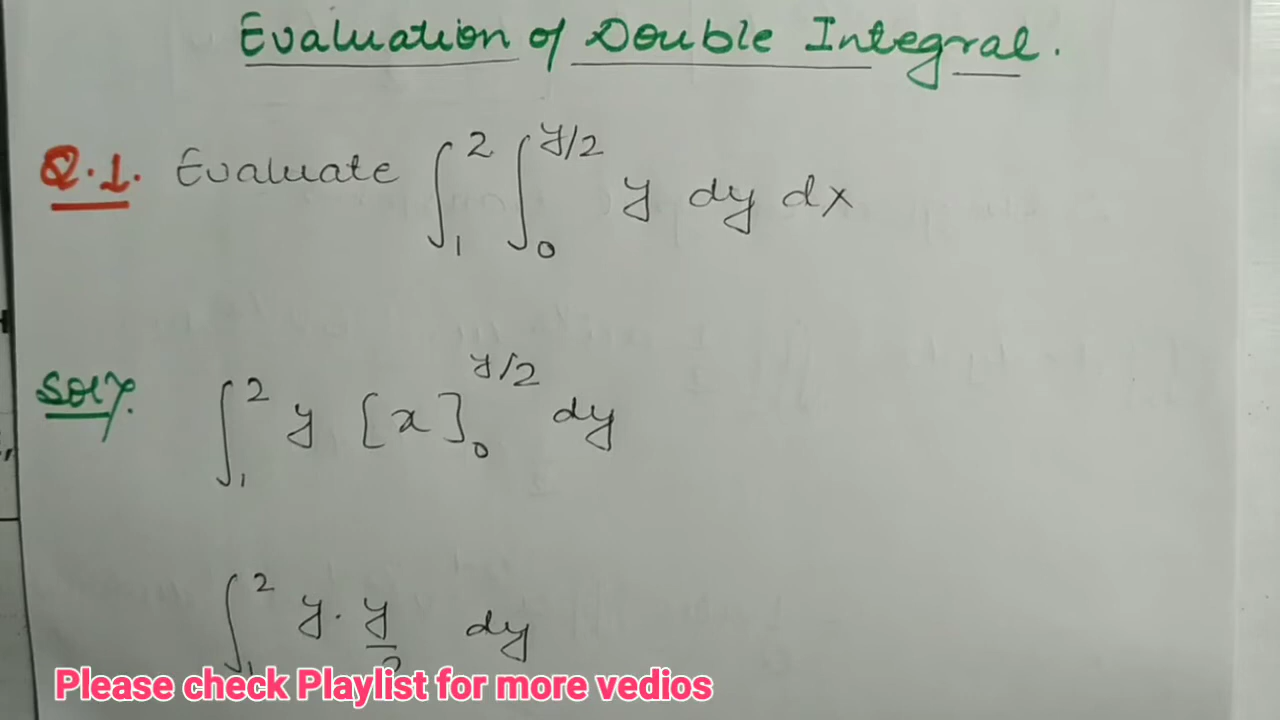 Evaluation of Double Integral.
Q.1. Evaluate ∫₁² ∫₀^{y/2} y dy dx
Solⁿ. ∫₁² y [x]₀^{y/2} dy
∫₁² y · y/2 dy
Please check Playlist for more vedios